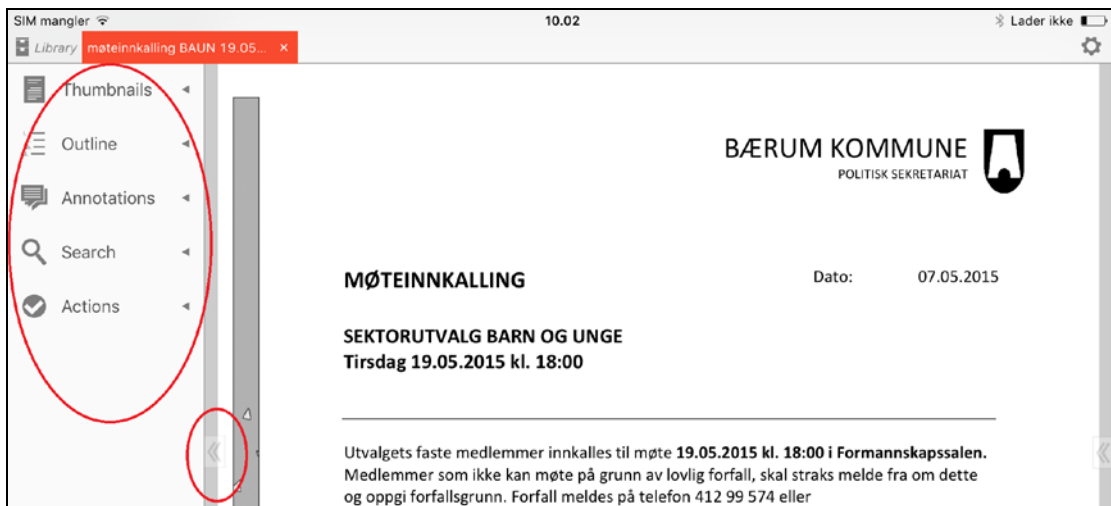 SIM mangler 10.02 Lader ikke
Library møteinnkalling BAUN 19.05... ×
Thumbnails
Outline
Annotations
Search
Actions
BÆRUM KOMMUNE
POLITISK SEKRETARIAT
MØTEINNKALLING Dato: 07.05.2015
SEKTORUTVALG BARN OG UNGE
Tirsdag 19.05.2015 kl. 18:00
Utvalgets faste medlemmer innkalles til møte 19.05.2015 kl. 18:00 i Formannskapssalen.
Medlemmer som ikke kan møte på grunn av lovlig forfall, skal straks melde fra om dette
og oppgi forfallsgrunn. Forfall meldes på telefon 412 99 574 eller